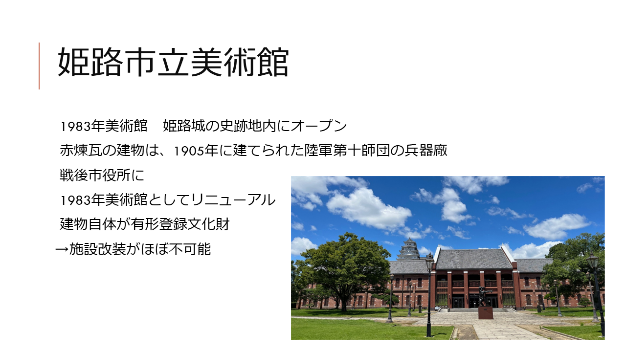 姫路市立美術館
1983年美術館　姫路城の史跡地内にオープン
赤煉瓦の建物は、1905年に建てられた陸軍第十師団の兵器廠
戦後市役所に
1983年美術館としてリニューアル
建物自体が有形登録文化財
→施設改装がほぼ不可能